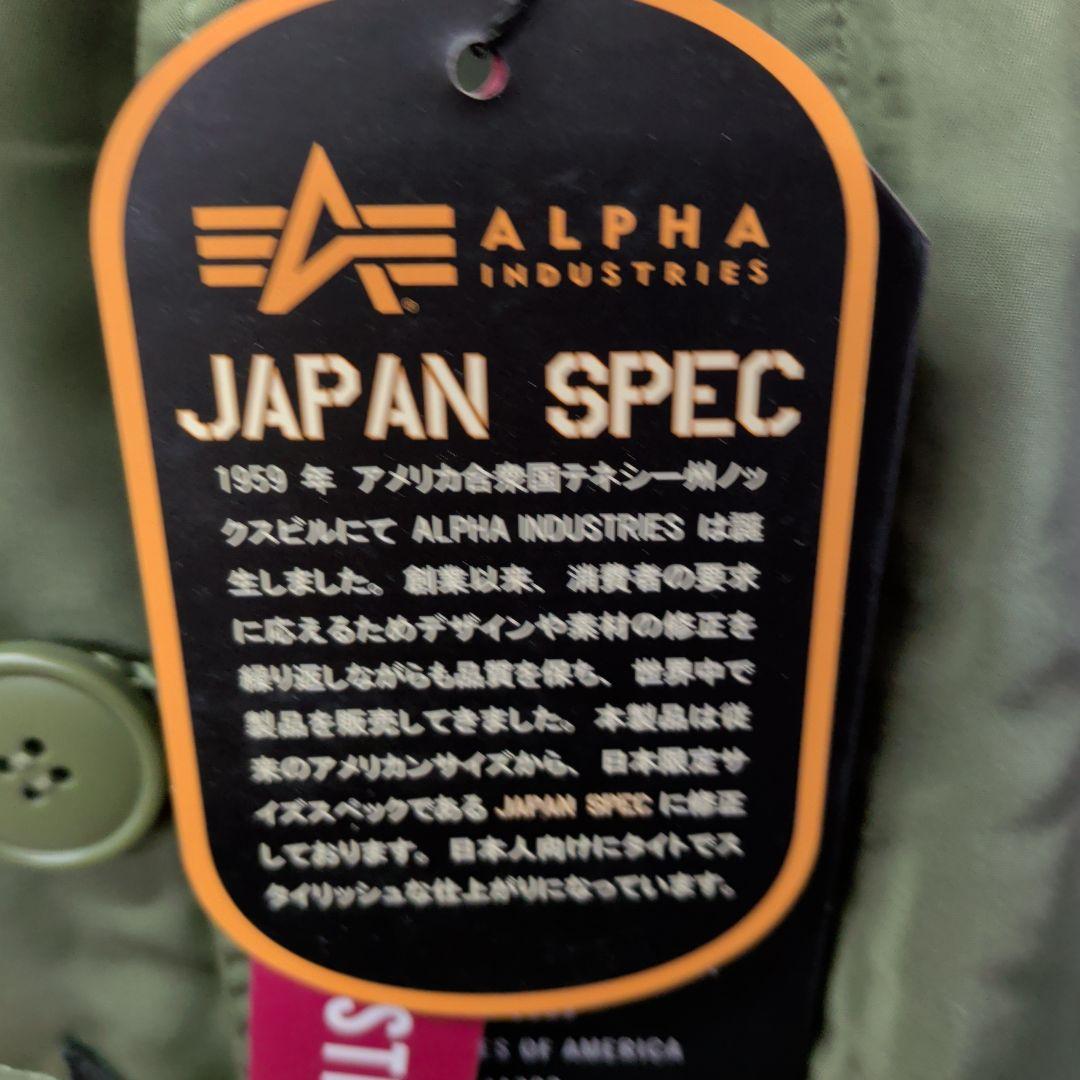 ALPHA
INDUSTRIES
JAPAN SPEC
1959 年 アメリカ合衆国テネシー州ノッ
クスビルにて ALPHA INDUSTRIES は誕
生しました。創業以来、消費者の要求
に応えるためデザインや素材の修正を
繰り返しながらも品質を保ち、世界中で
製品を販売してきました。本製品は従
来のアメリカンサイズから、日本限定サ
イズスペックである JAPAN SPEC に修正
しております。日本人向けにタイトでス
タイリッシュな仕上がりになっています。
STI
ES OF AMERICA